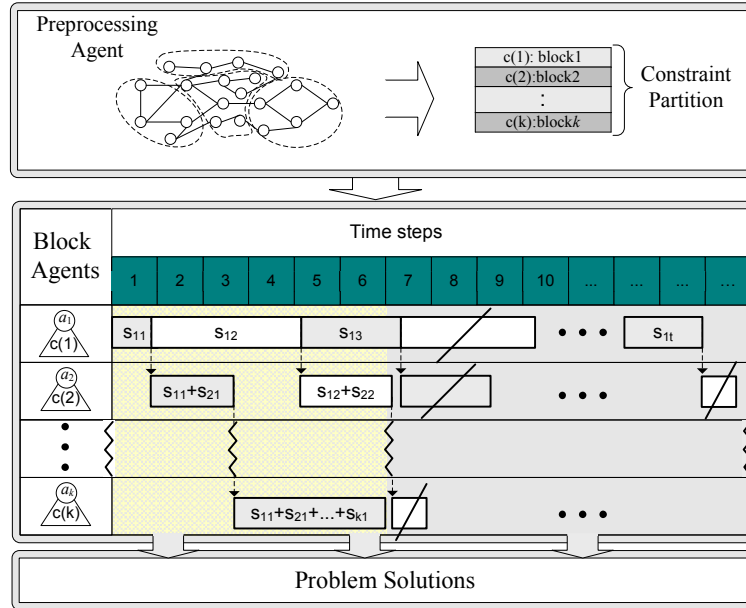 Preprocessing
Agent
c(1): block1
c(2):block2
:
c(k):blockk
Constraint
Partition
Block
Agents
Time steps
1 2 3 4 5 6 7 8 9 10 ... ... ... ...
a1
c(1)
s11 s12 s13 • • • s1t
a2
c(2)
s11+s21 s12+s22 • • •
ak
c(k)
s11+s21+...+sk1 • • •
Problem Solutions